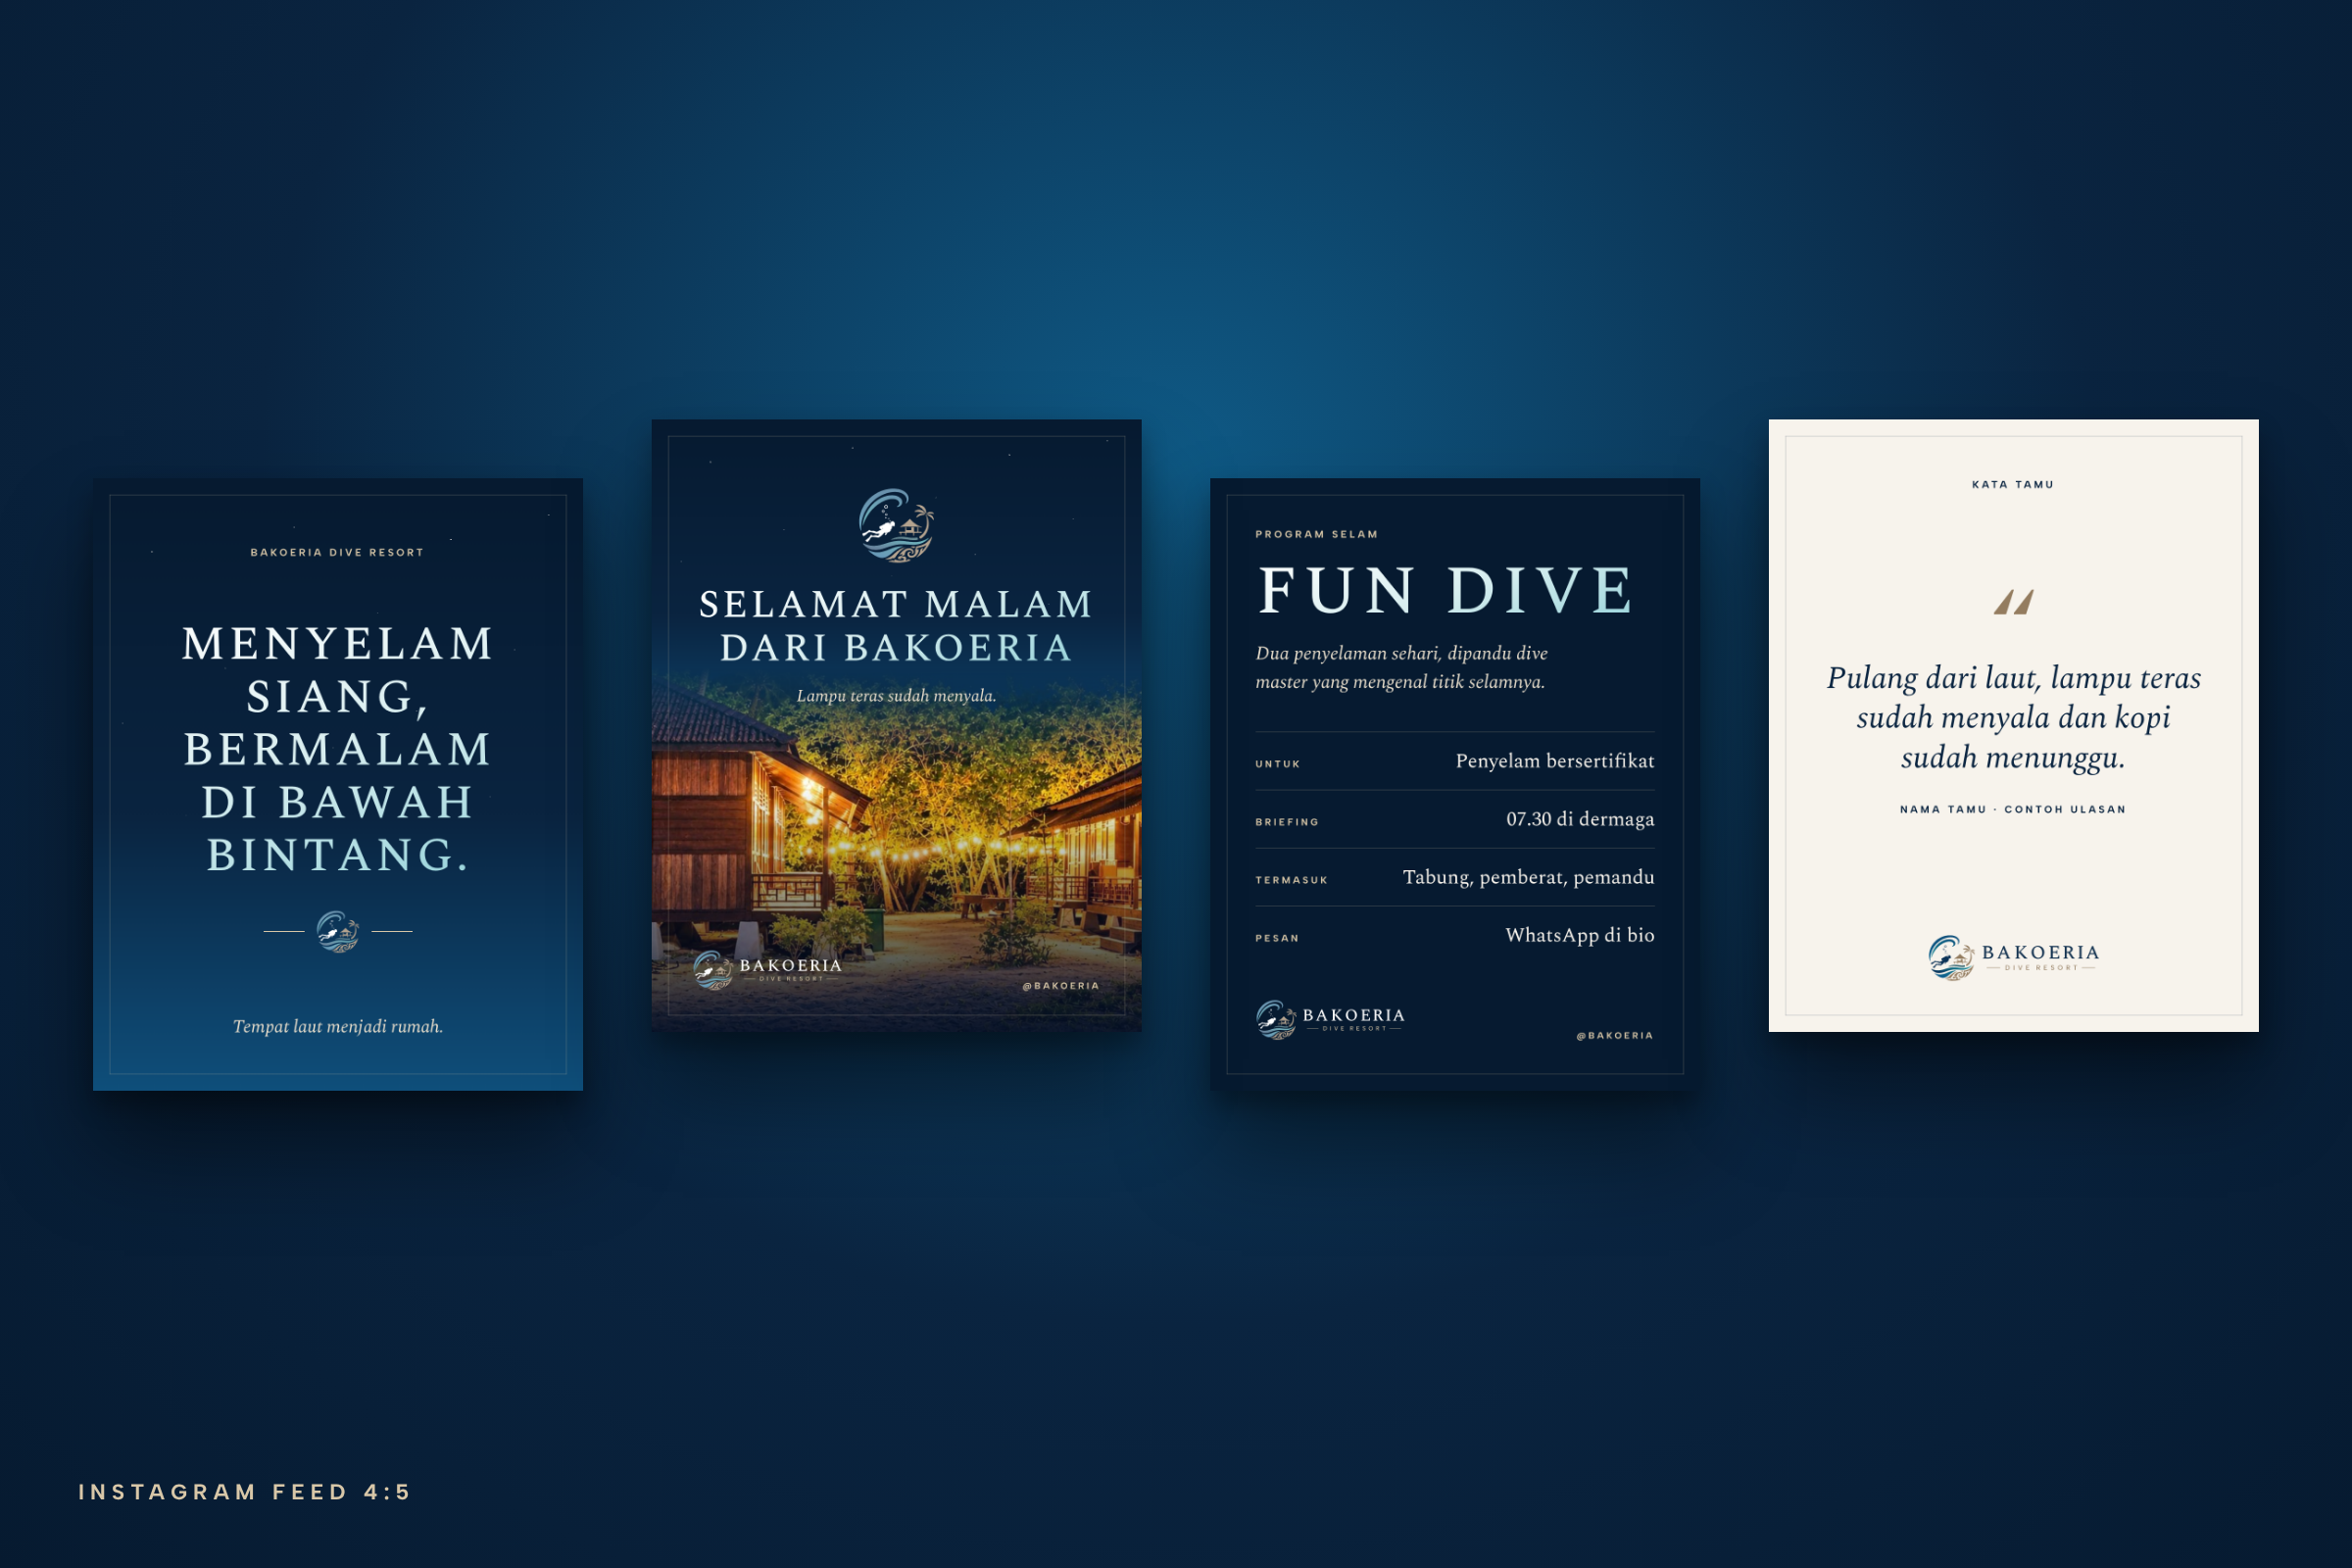 BAKOERIA DIVE RESORT
MENYELAM
SIANG,
BERMALAM
DI BAWAH
BINTANG.
Tempat laut menjadi rumah.
SELAMAT MALAM
DARI BAKOERIA
Lampu teras sudah menyala.
BAKOERIA
DIVE RESORT
@BAKOERIA
PROGRAM SELAM
FUN DIVE
Dua penyelaman sehari, dipandu dive
master yang mengenal titik selamnya.
UNTUK Penyelam bersertifikat
BRIEFING 07.30 di dermaga
TERMASUK Tabung, pemberat, pemandu
PESAN WhatsApp di bio
BAKOERIA
DIVE RESORT
@BAKOERIA
KATA TAMU
“
Pulang dari laut, lampu teras
sudah menyala dan kopi
sudah menunggu.
NAMA TAMU · CONTOH ULASAN
BAKOERIA
DIVE RESORT
INSTAGRAM FEED 4:5